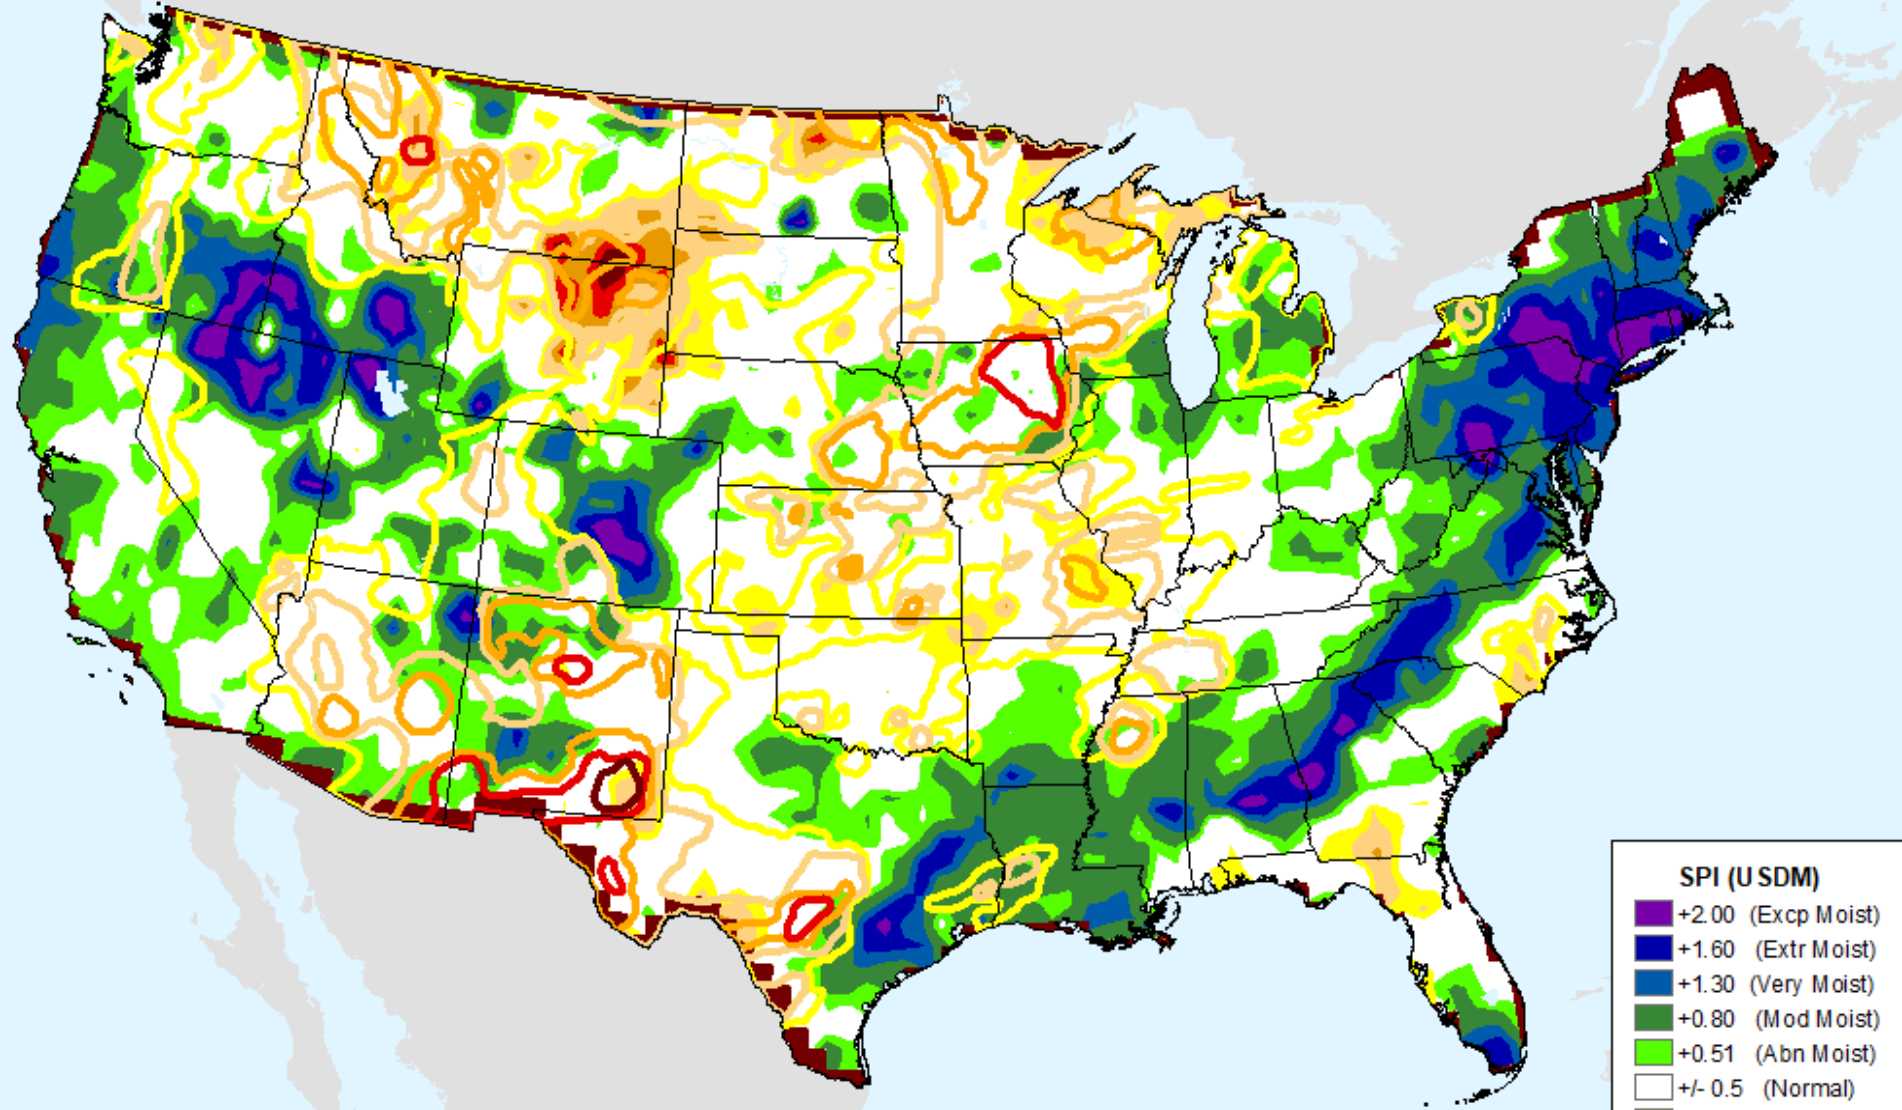 SPI (USDM)
+2.00 (Excp Moist)
+1.60 (Extr Moist)
+1.30 (Very Moist)
+0.80 (Mod Moist)
+0.51 (Abn Moist)
+/- 0.5 (Normal)